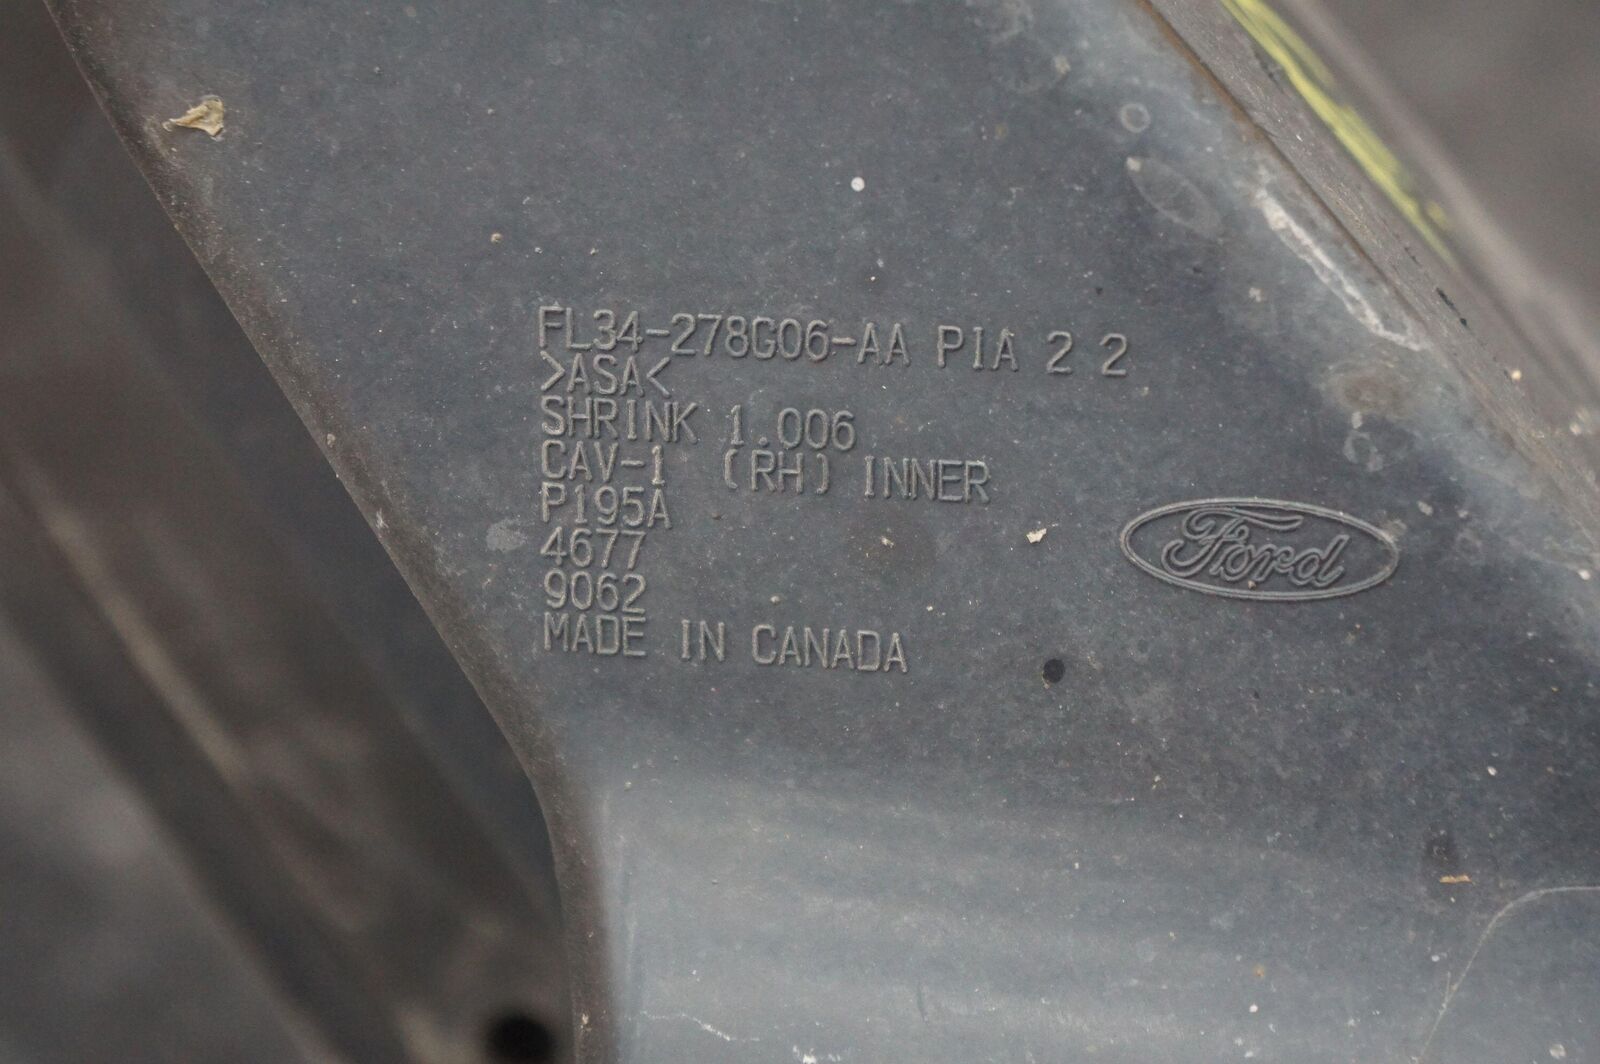 FL34-278G06-AA PIA 2 2
>ASA<
SHRINK 1.006
CAV-1 (RH) INNER
P195A
4677
9062
MADE IN CANADA
Ford